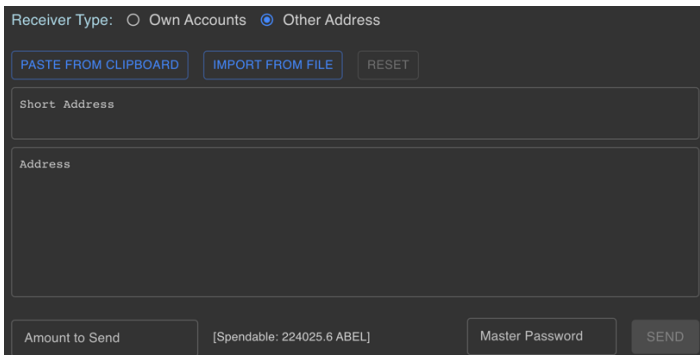 Receiver Type: Own Accounts Other Address
PASTE FROM CLIPBOARD IMPORT FROM FILE RESET
Short Address
Address
Amount to Send [Spendable: 224025.6 ABEL] Master Password SEND